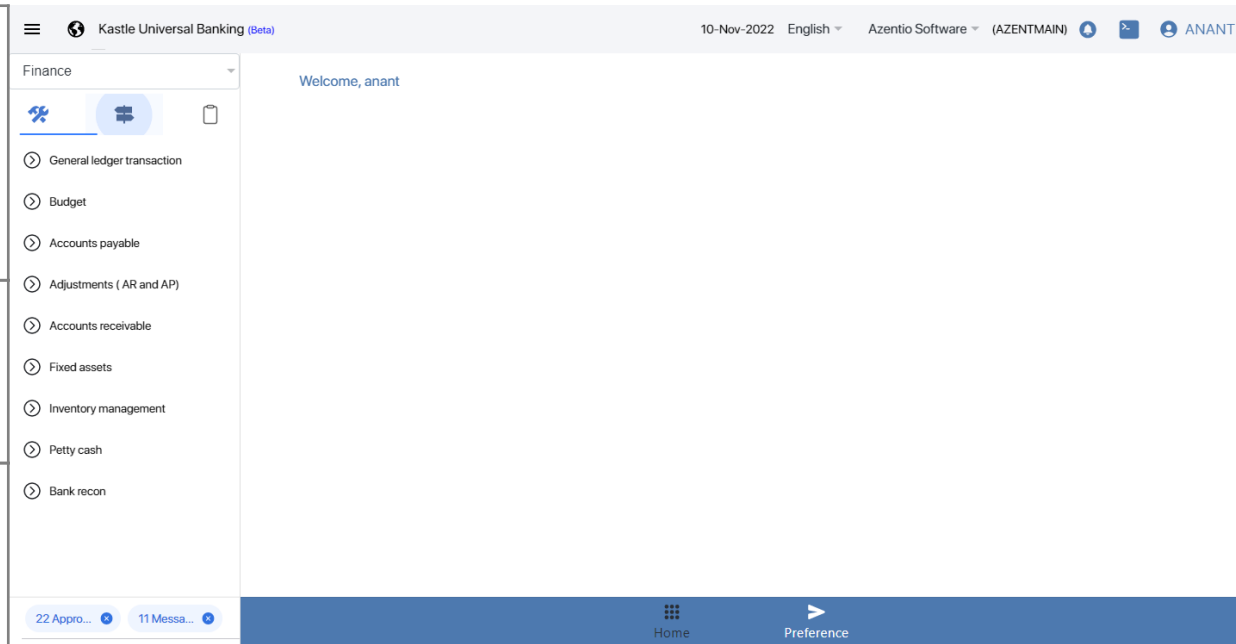 Kastle Universal Banking (Beta)
10-Nov-2022 English Azentio Software (AZENTMAIN) ANANT
Finance
Welcome, anant
General ledger transaction
Budget
Accounts payable
Adjustments ( AR and AP)
Accounts receivable
Fixed assets
Inventory management
Petty cash
Bank recon
22 Appro... 11 Messa...
Home Preference